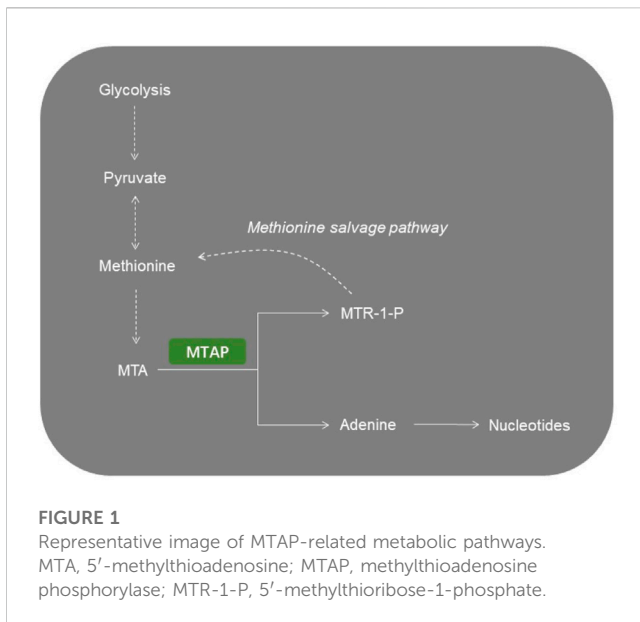 Glycolysis
Pyruvate
Methionine salvage pathway
Methionine
MTR-1-P
MTAP
MTA
Adenine
Nucleotides
FIGURE 1
Representative image of MTAP-related metabolic pathways.
MTA, 5′-methylthioadenosine; MTAP, methylthioadenosine
phosphorylase; MTR-1-P, 5′-methylthioribose-1-phosphate.